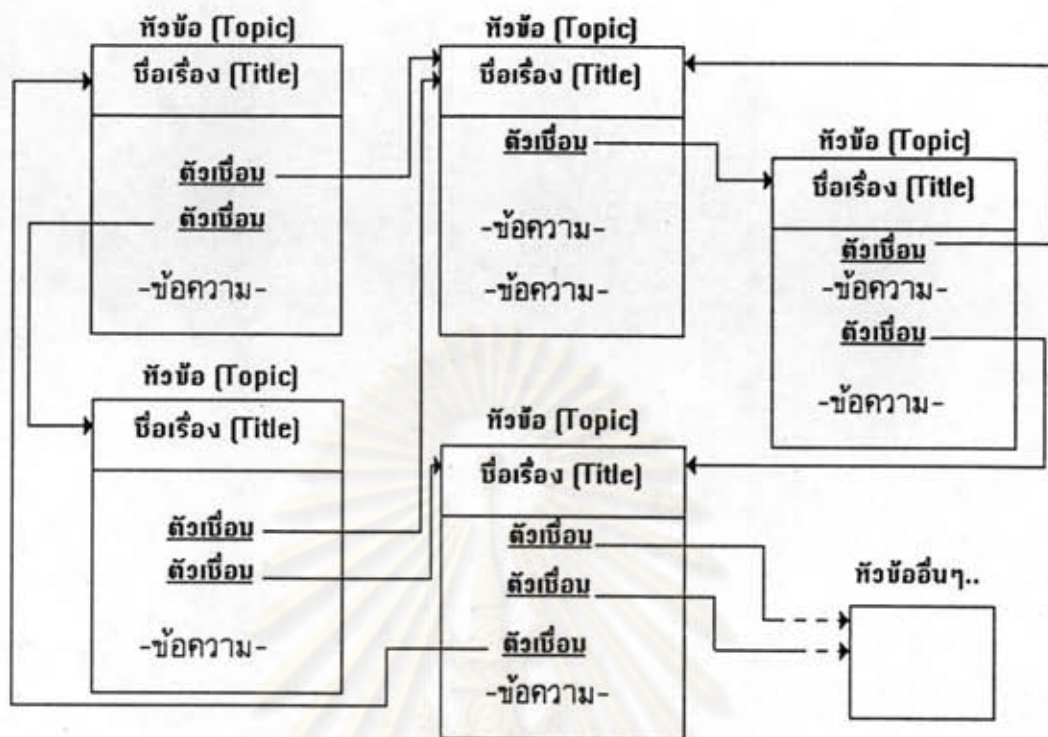 หัวข้อ (Topic)
ชื่อเรื่อง (Title)
ตัวเชื่อม
ตัวเชื่อม
-ข้อความ-
หัวข้อ (Topic)
ชื่อเรื่อง (Title)
ตัวเชื่อม
-ข้อความ-
-ข้อความ-
หัวข้อ (Topic)
ชื่อเรื่อง (Title)
ตัวเชื่อม
-ข้อความ-
ตัวเชื่อม
-ข้อความ-
หัวข้อ (Topic)
ชื่อเรื่อง (Title)
ตัวเชื่อม
ตัวเชื่อม
-ข้อความ-
หัวข้อ (Topic)
ชื่อเรื่อง (Title)
ตัวเชื่อม
ตัวเชื่อม
ตัวเชื่อม
-ข้อความ-
หัวข้ออื่นๆ..